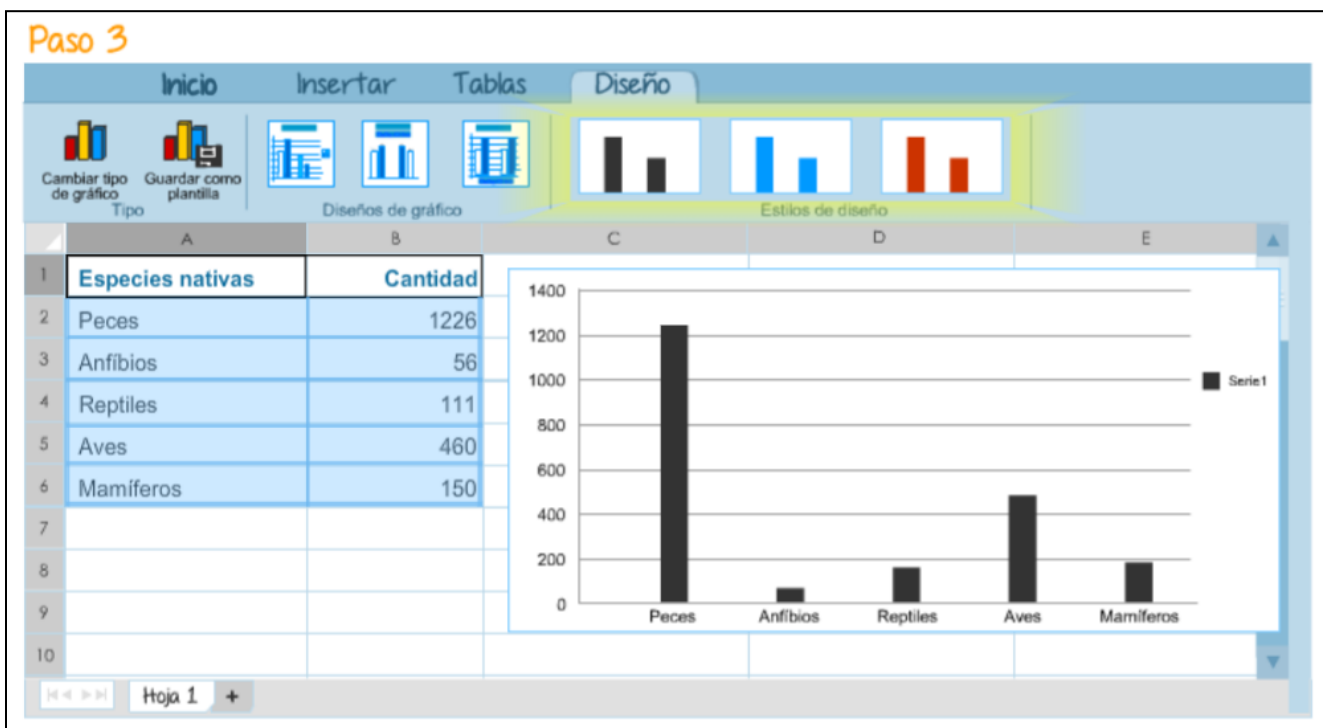 Paso 3
Inicio Insertar Tablas Diseño
Cambiar tipo de gráfico
Guardar como plantilla
Tipo
Diseños de gráfico
Estilos de diseño
A B C D E
1 Especies nativas Cantidad
2 Peces 1226
3 Anfíbios 56
4 Reptiles 111
5 Aves 460
6 Mamíferos 150
7
8
9
10
1400
1200
1000
800
600
400
200
0
Serie1
Peces Anfíbios Reptiles Aves Mamíferos
Hoja 1 +